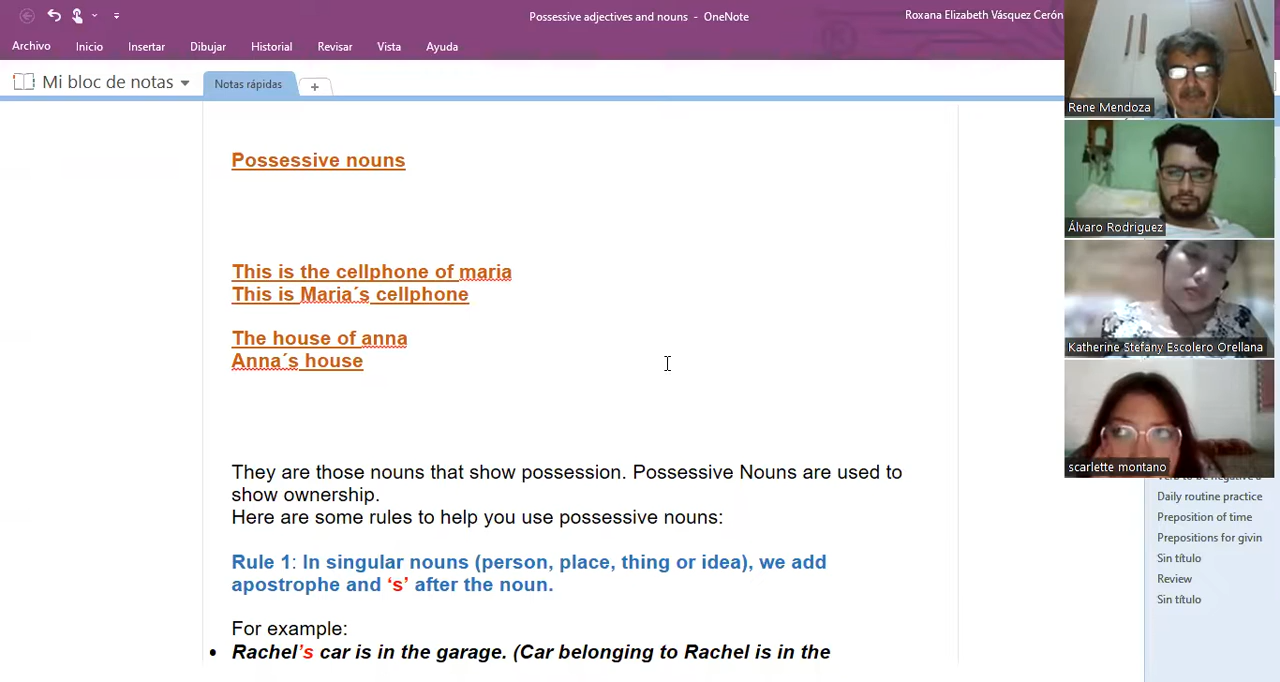 Possessive adjectives and nouns - OneNote
Roxana Elizabeth Vásquez Cerón
Archivo Inicio Insertar Dibujar Historial Revisar Vista Ayuda
Mi bloc de notas
Notas rápidas
+
Possessive nouns
This is the cellphone of maria
This is Maria´s cellphone
The house of anna
Anna´s house
They are those nouns that show possession. Possessive Nouns are used to
show ownership.
Here are some rules to help you use possessive nouns:
Rule 1: In singular nouns (person, place, thing or idea), we add
apostrophe and ‘s’ after the noun.
For example:
• Rachel’s car is in the garage. (Car belonging to Rachel is in the
Rene Mendoza
Álvaro Rodriguez
Katherine Stefany Escolero Orellana
scarlette montano
Daily routine practice
Preposition of time
Prepositions for givin
Sin título
Review
Sin título